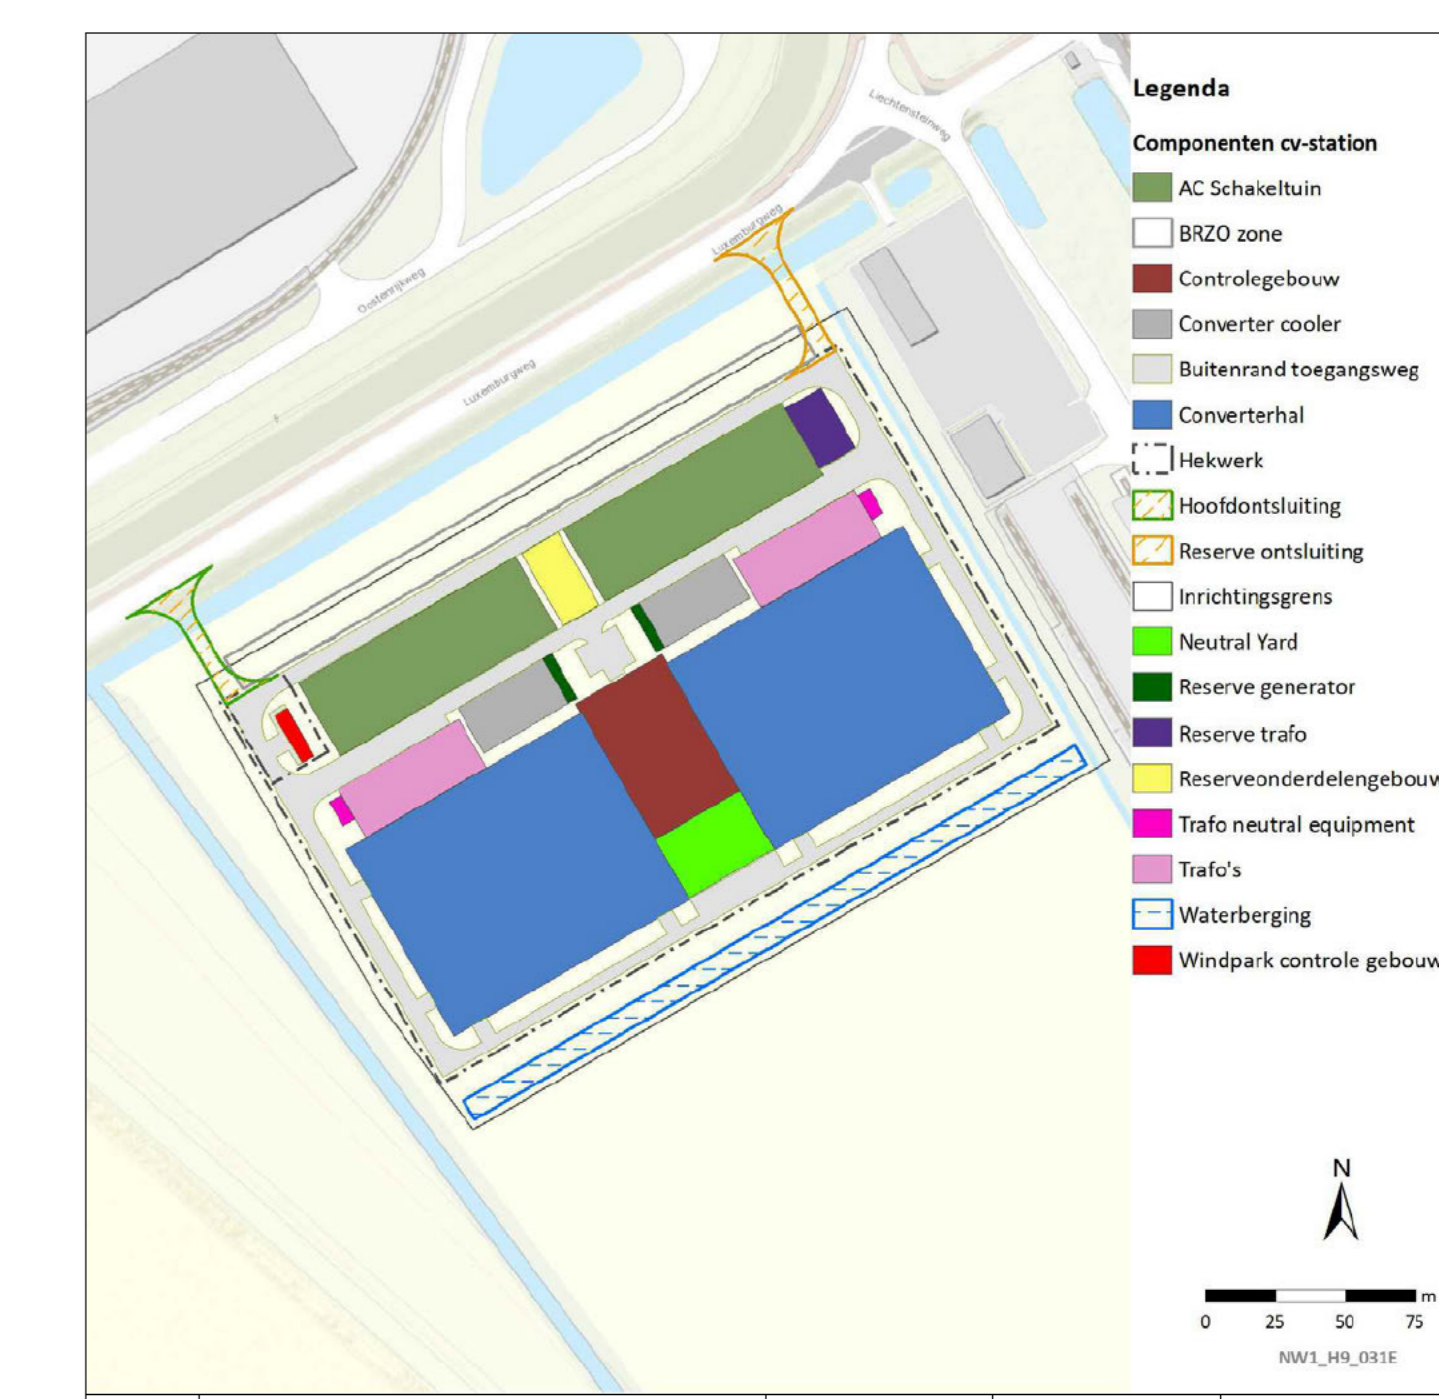 Liechtensteinweg
Luxemburgweg
Oostenrijkweg
Luxemburgweg
Legenda
Componenten cv-station
AC Schakeltuin
BRZO zone
Controlegebouw
Converter cooler
Buitenrand toegangsweg
Converterhal
Hekwerk
Hoofdontsluiting
Reserve ontsluiting
Inrichtingsgrens
Neutral Yard
Reserve generator
Reserve trafo
Reserveonderdelengebouw
Trafo neutral equipment
Trafo's
Waterberging
Windpark controle gebouw
N
m
0 25 50 75
NW1_H9_031E